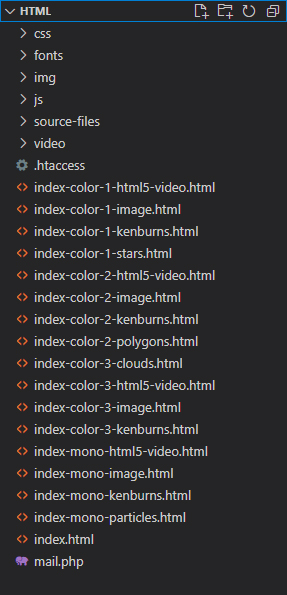 HTML
css
fonts
img
js
source-files
video
.htaccess
index-color-1-html5-video.html
index-color-1-image.html
index-color-1-kenburns.html
index-color-1-stars.html
index-color-2-html5-video.html
index-color-2-image.html
index-color-2-kenburns.html
index-color-2-polygons.html
index-color-3-clouds.html
index-color-3-html5-video.html
index-color-3-image.html
index-color-3-kenburns.html
index-mono-html5-video.html
index-mono-image.html
index-mono-kenburns.html
index-mono-particles.html
index.html
mail.php